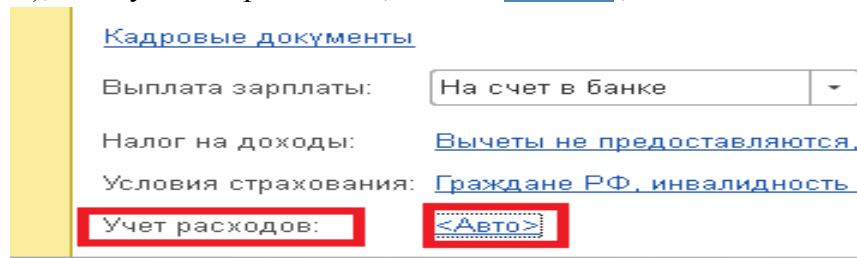 Кадровые документы
Выплата зарплаты: На счет в банке
Налог на доходы: Вычеты не предоставляются,
Условия страхования: Граждане РФ, инвалидность
Учет расходов: <Авто>